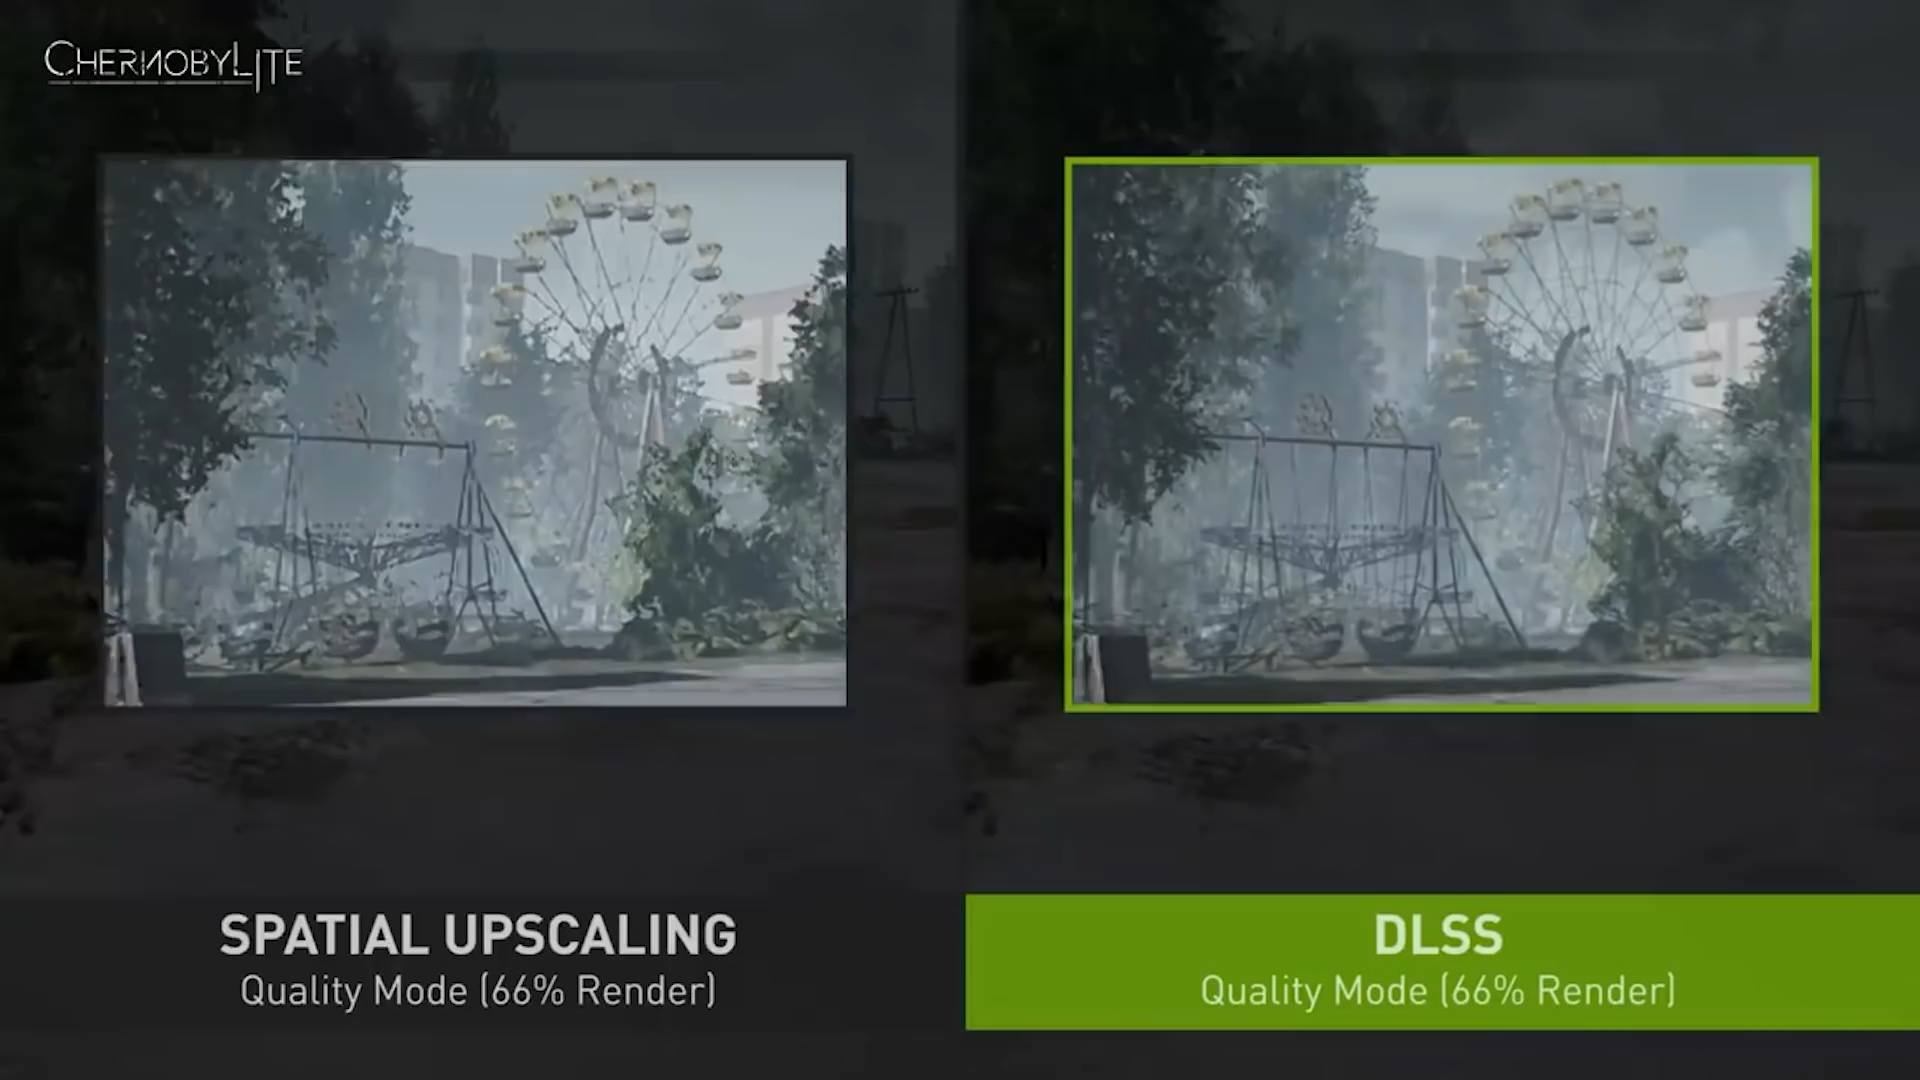 CHERNOBYLITE
SPATIAL UPSCALING
Quality Mode (66% Render)
DLSS
Quality Mode (66% Render)